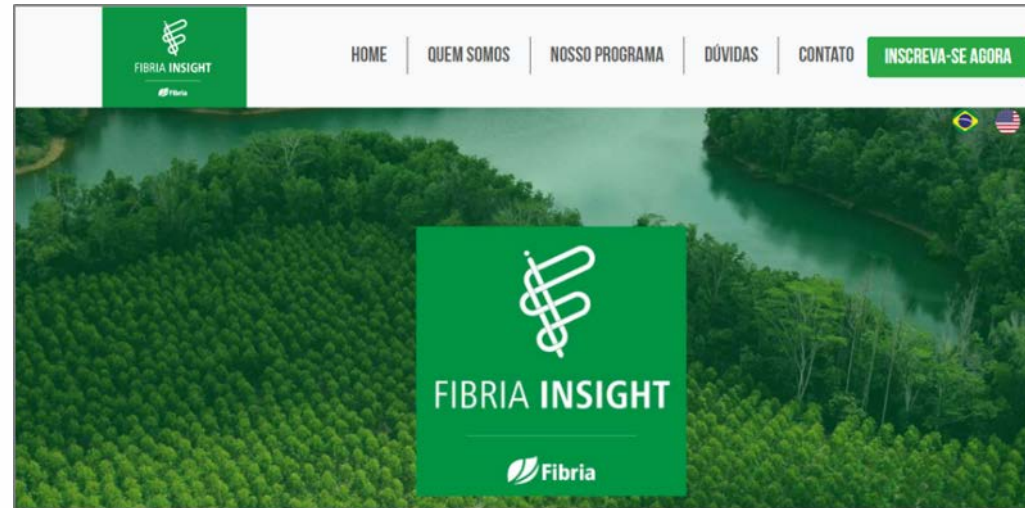 FIBRIA INSIGHT
Fibria
HOME
QUEM SOMOS
NOSSO PROGRAMA
DÚVIDAS
CONTATO
INSCREVA-SE AGORA
FIBRIA INSIGHT
Fibria